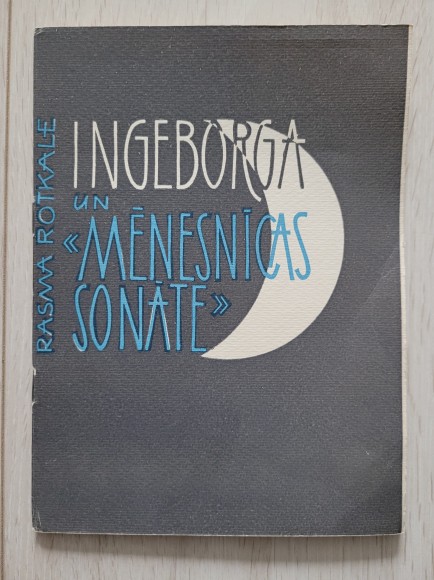 RASMA ROTKALE
INGEBORGA
UN
«MĒNESNĪCAS
SONĀTE»